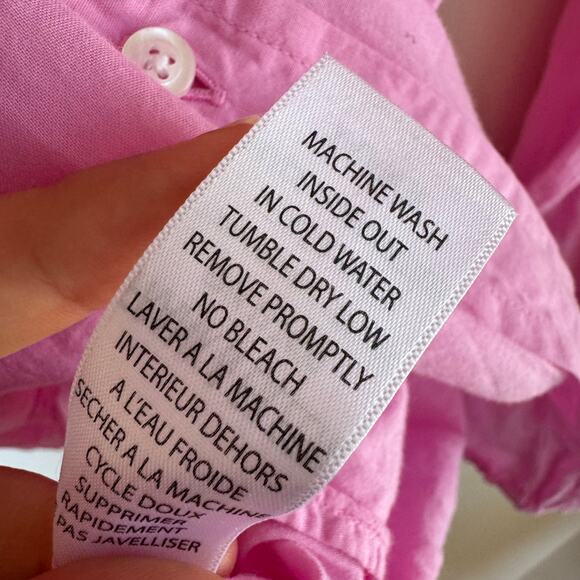 MACHINE WASH
INSIDE OUT
IN COLD WATER
TUMBLE DRY LOW
REMOVE PROMPTLY
NO BLEACH
LAVER A LA MACHINE
INTERIEUR DEHORS
A L'EAU FROIDE
SECHER A LA MACHINE
CYCLE DOUX
SUPPRIMER
RAPIDEMENT
PAS JAVELLISER